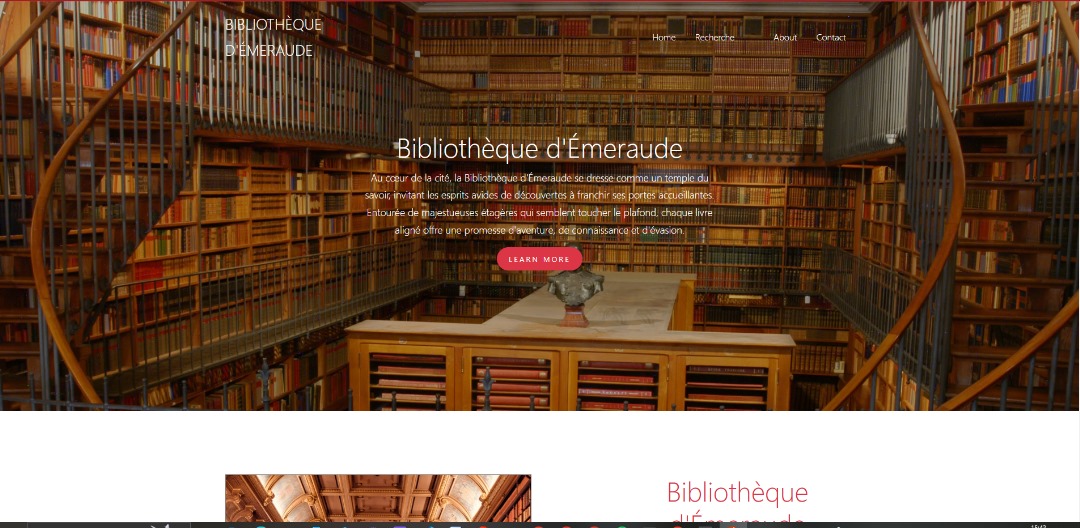 BIBLIOTHÈQUE
D'ÉMERAUDE
Home Recherche About Contact
Bibliothèque d'Émeraude
Au cœur de la cité, la Bibliothèque d'Émeraude se dresse comme un temple du
savoir, invitant les esprits avides de découvertes à franchir ses portes accueillantes.
Entourée de majestueuses étagères qui semblent toucher le plafond, chaque livre
aligné offre une promesse d'aventure, de connaissance et d'évasion.
LEARN MORE
Bibliothèque
d'Émeraude